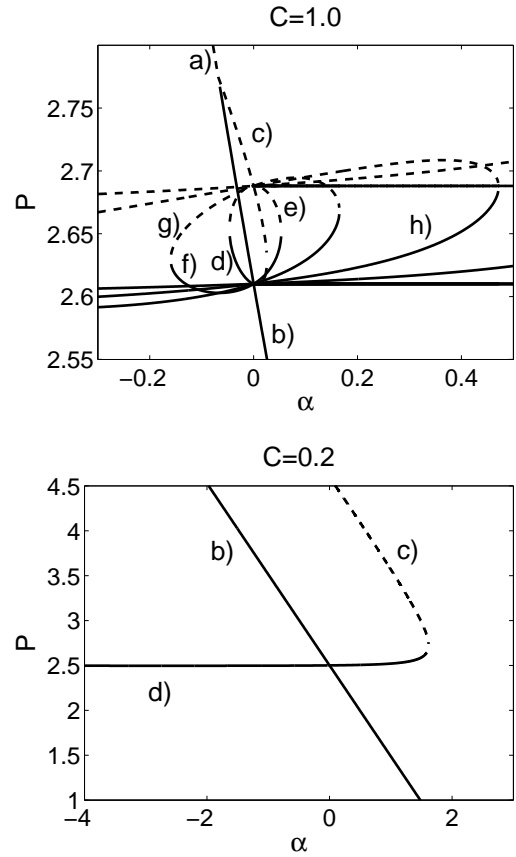 C=1.0
a)
2.75
c)
2.7
P
e)
g)
h)
2.65
f)
d)
2.6
b)
2.55
−0.2 0 0.2 0.4
α
C=0.2
4.5
4
b)
c)
3.5
3
P
2.5
d)
2
1.5
1
−4 −2 0 2
α